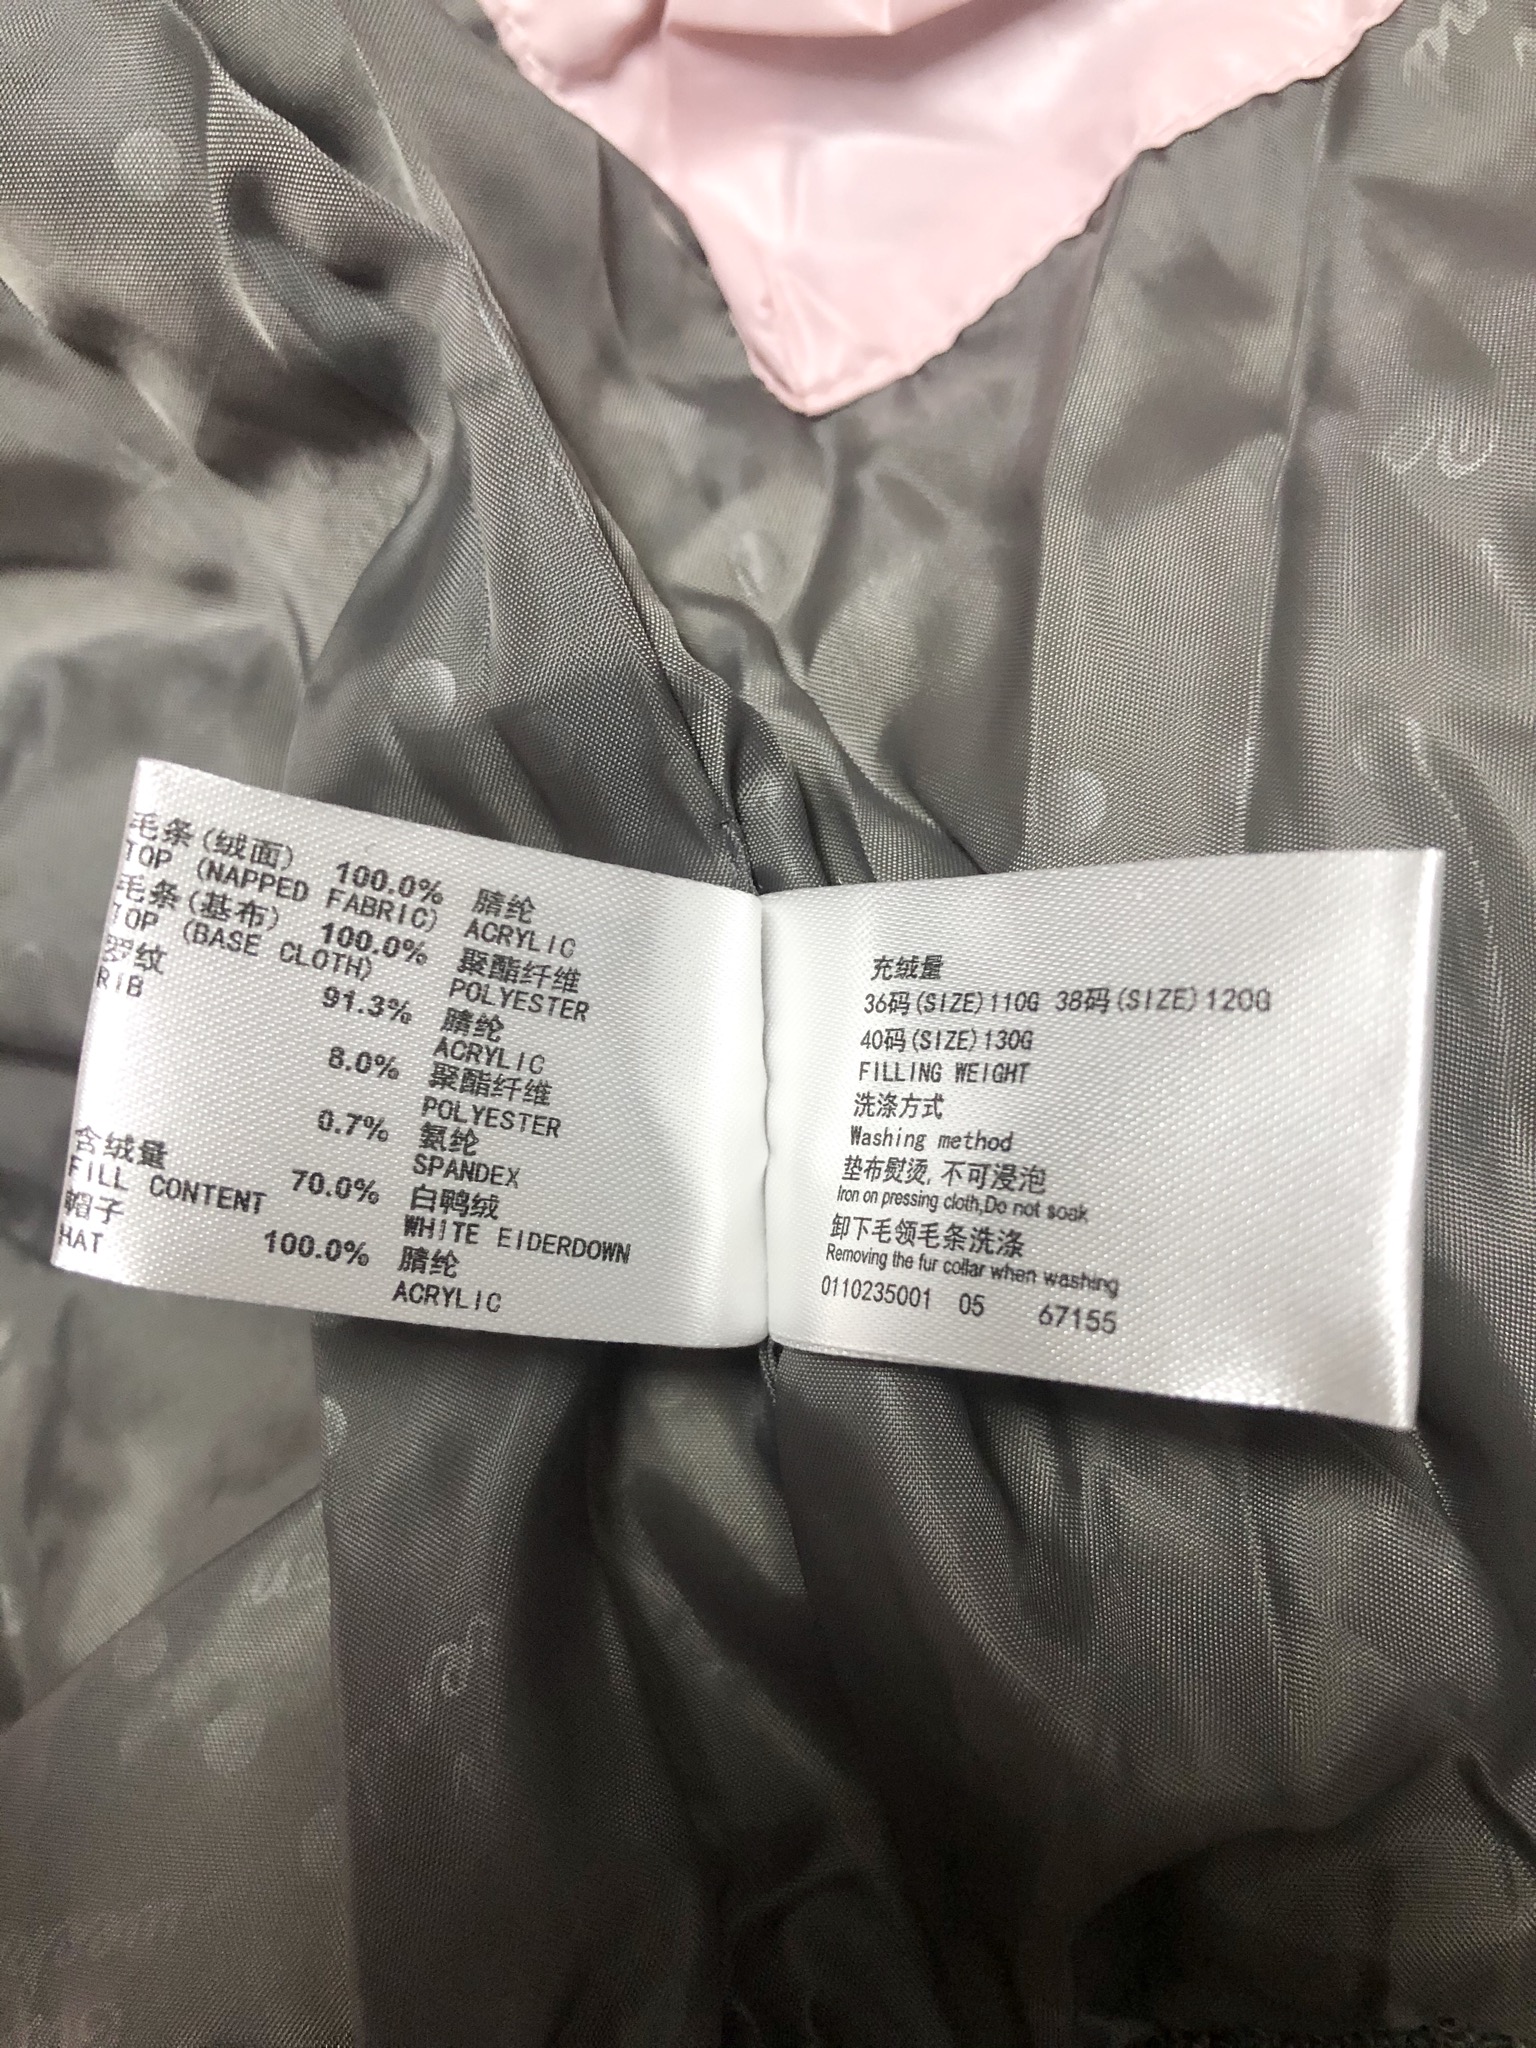 毛条(绒面) 100.0% 腈纶
TOP (NAPPED FABRIC) ACRYLIC
毛条(基布) 100.0% 聚酯纤维
TOP (BASE CLOTH) POLYESTER
罗纹 91.3% 腈纶
RIB ACRYLIC
8.0% 聚酯纤维
POLYESTER
0.7% 氨纶
SPANDEX
含绒量 70.0% 白鸭绒
FILL CONTENT WHITE EIDERDOWN
帽子 100.0% 腈纶
HAT ACRYLIC
充绒量
36码(SIZE)110G 38码(SIZE)120G
40码(SIZE)130G
FILLING WEIGHT
洗涤方式
Washing method
垫布熨烫,不可浸泡
Iron on pressing cloth,Do not soak
卸下毛领毛条洗涤
Removing the fur collar when washing
0110235001 05 67155